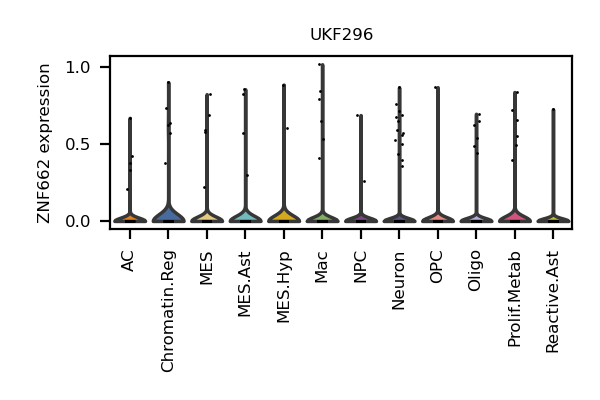 UKF296
ZNF662 expression
1.0
0.5
0.0
AC
Chromatin.Reg
MES
MES.Ast
MES.Hyp
Mac
NPC
Neuron
OPC
Oligo
Prolif.Metab
Reactive.Ast